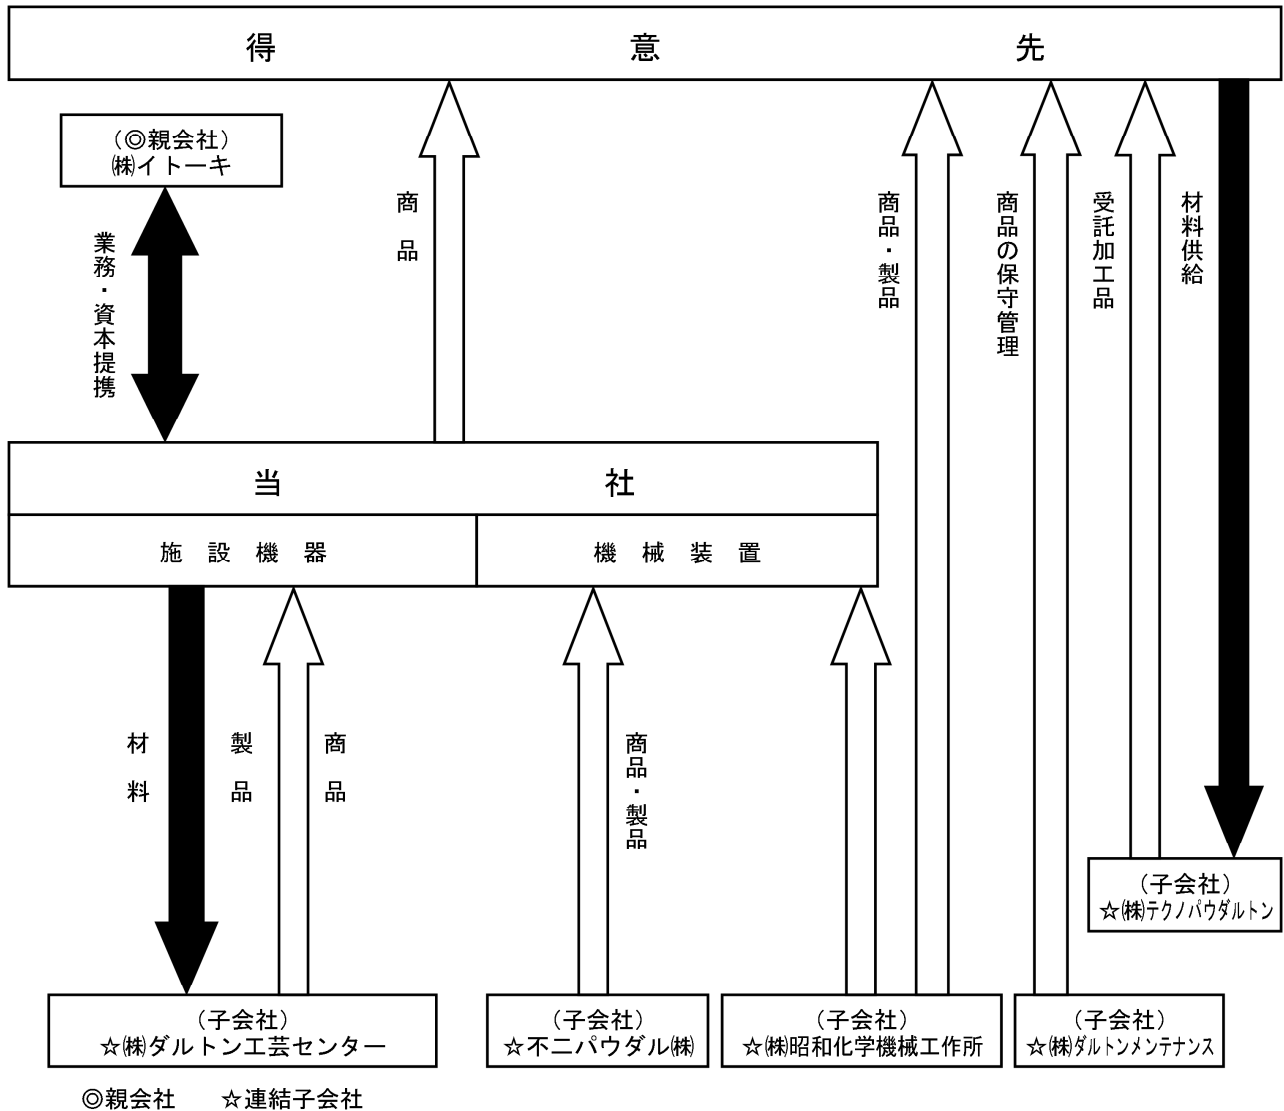 得意先
(◎親会社)
㈱イトーキ
業務・資本提携
商品
商品・製品
商品の保守管理
受託加工品
材料供給
当社
施設機器
機械装置
材料
製品
商品
商品・製品
(子会社)
☆㈱テクノパウダルトン
(子会社)
☆㈱ダルトン工芸センター
(子会社)
☆不二パウダル㈱
(子会社)
☆㈱昭和化学機械工作所
(子会社)
☆㈱ダルトンメンテナンス
◎親会社 ☆連結子会社